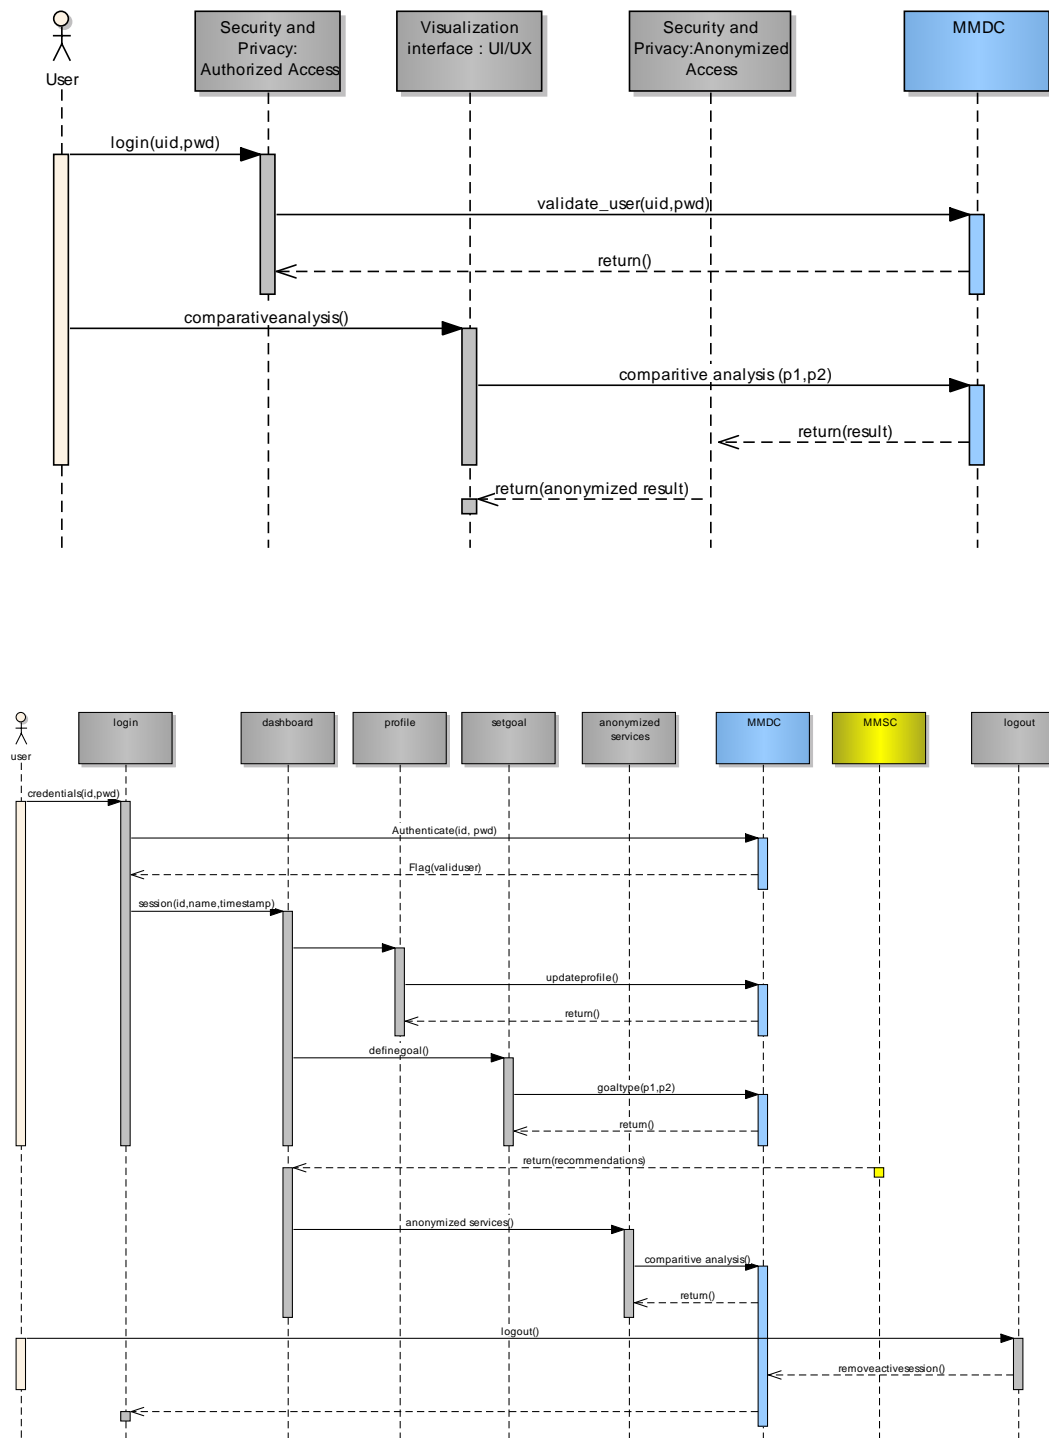 User
Security and
Privacy:
Authorized Access
Visualization
interface : UI/UX
Security and
Privacy:Anonymized
Access
MMDC
login(uid,pwd)
validate_user(uid,pwd)
return()
comparativeanalysis()
comparitive analysis (p1,p2)
return(result)
return(anonymized result)
user
login
dashboard
profile
setgoal
anonymized
services
MMDC
MMSC
logout
credentials(id,pwd)
Authenticate(id, pwd)
Flag(validuser)
session(id,name,timestamp)
updateprofile()
return()
definegoal()
goaltype(p1,p2)
return()
return(recommendations)
anonymized services()
comparitive analysis()
return()
logout()
removeactivesession()